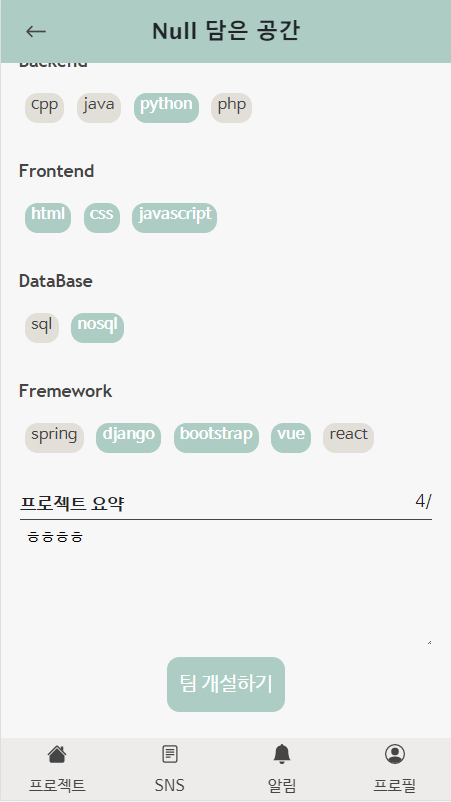 Null 담은 공간
Backend
cpp java python php
Frontend
html css javascript
DataBase
sql nosql
Fremework
spring django bootstrap vue react
프로젝트 요약 4/
ㅎㅎㅎㅎ
팀 개설하기
프로젝트 SNS 알림 프로필